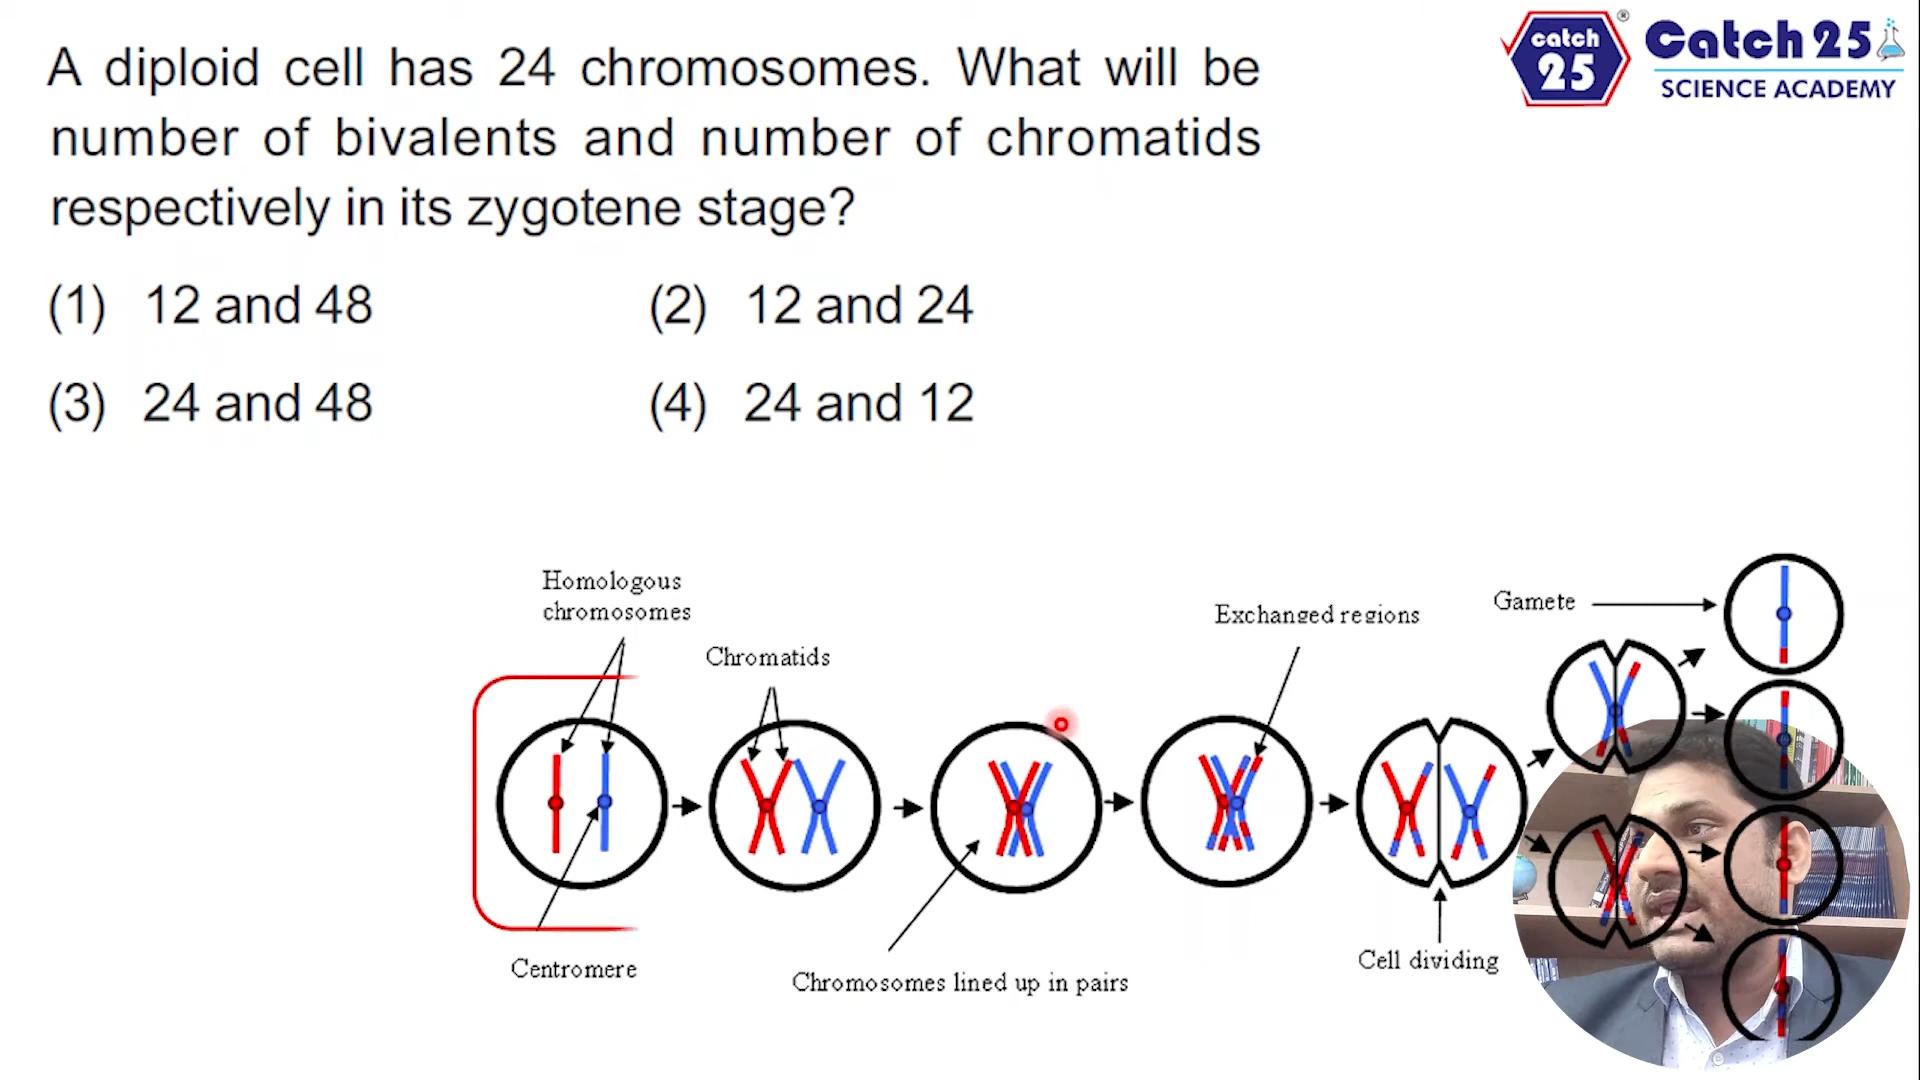 A diploid cell has 24 chromosomes. What will be
number of bivalents and number of chromatids
respectively in its zygotene stage?
(1) 12 and 48
(2) 12 and 24
(3) 24 and 48
(4) 24 and 12
catch
25
®
Catch 25
SCIENCE ACADEMY
Homologous
chromosomes
Chromatids
Exchanged regions
Gamete
Centromere
Chromosomes lined up in pairs
Cell dividing